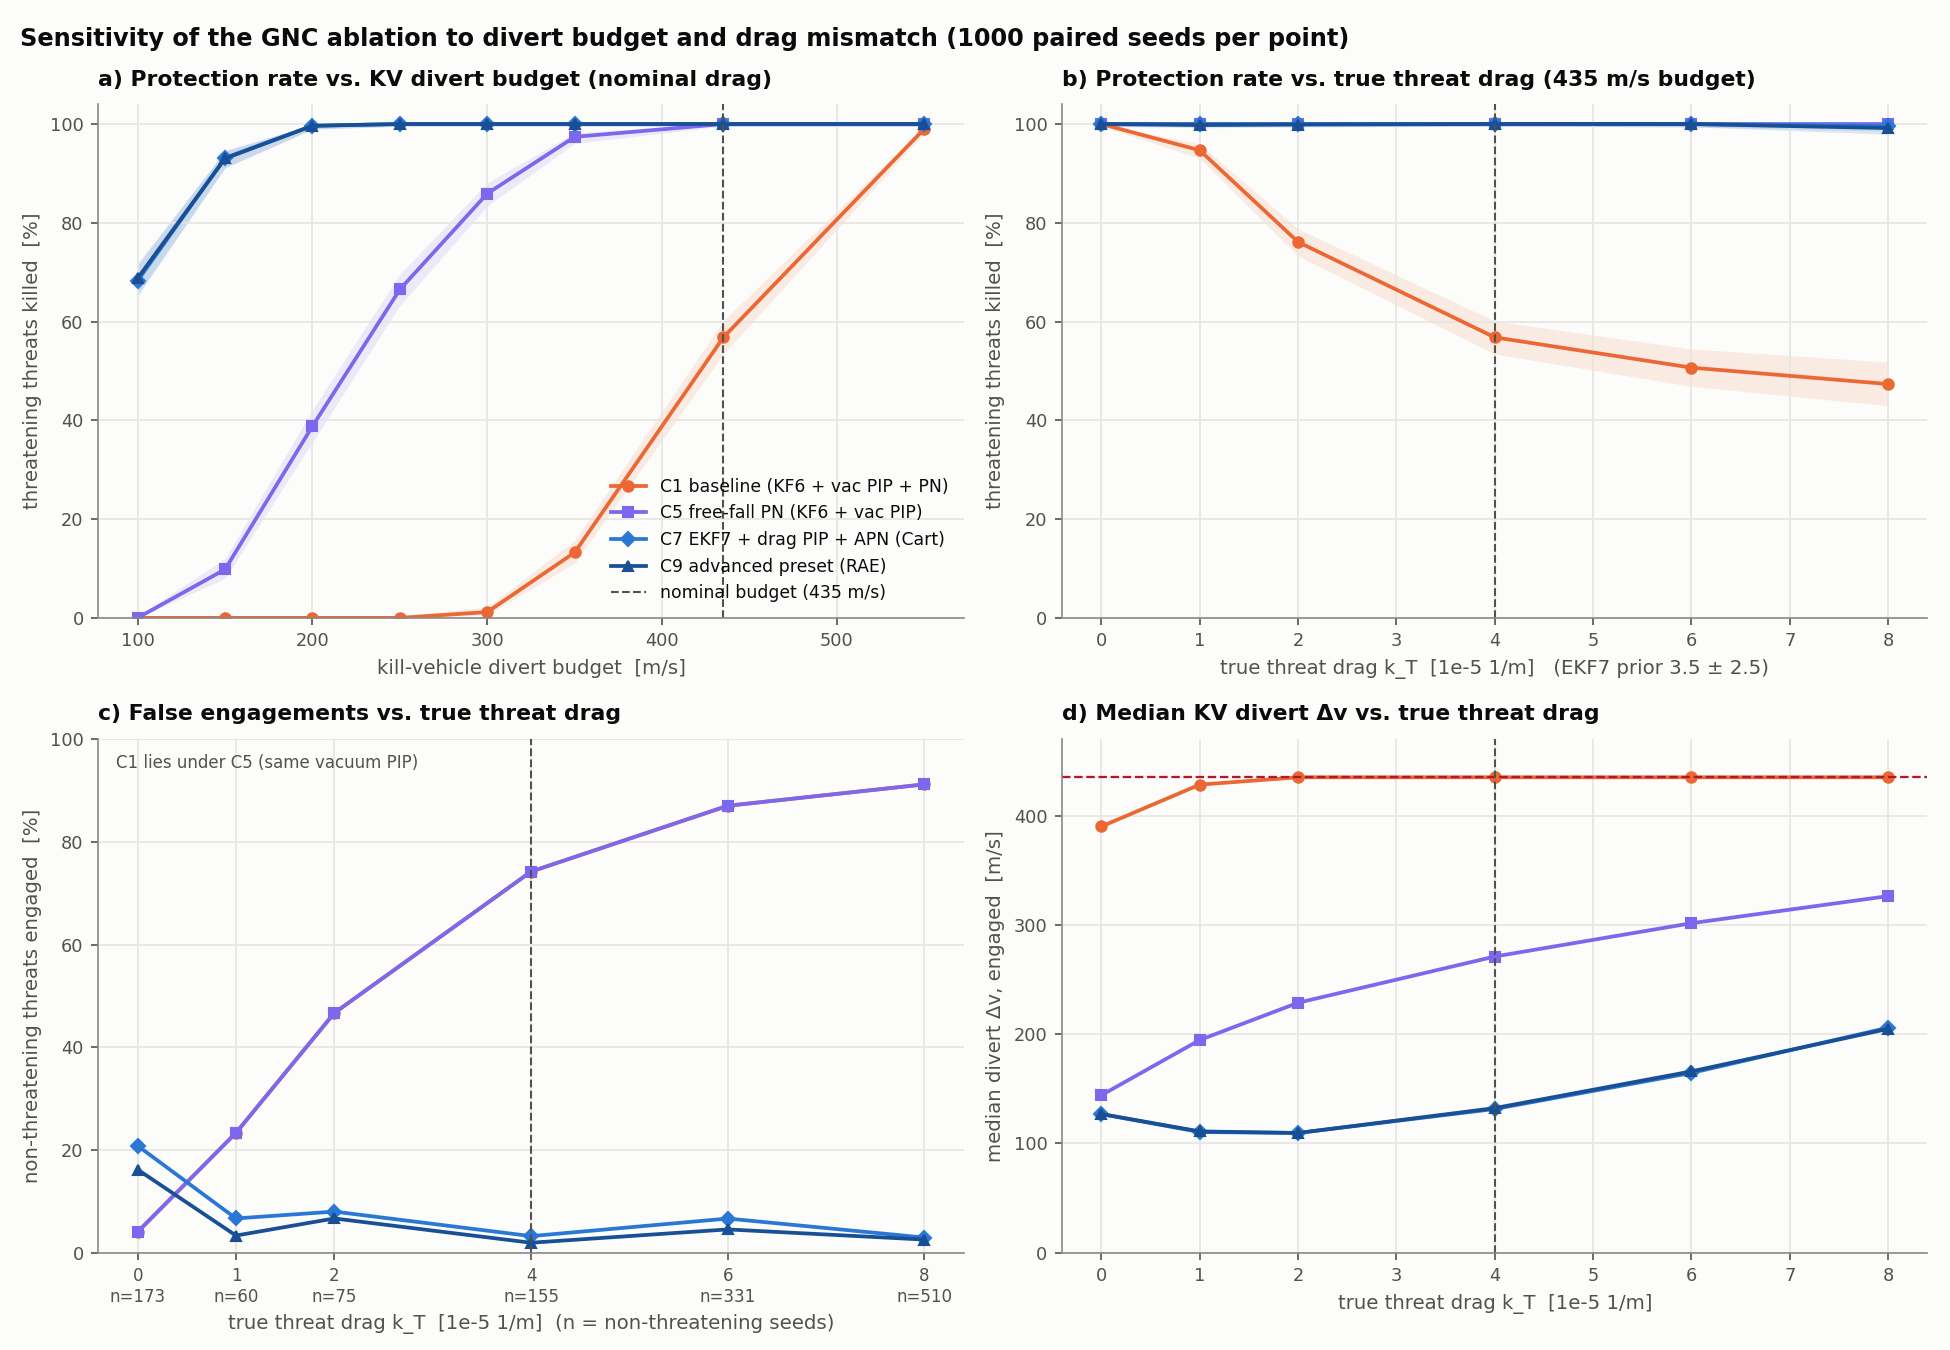 Sensitivity of the GNC ablation to divert budget and drag mismatch (1000 paired seeds per point)
a) Protection rate vs. KV divert budget (nominal drag)
threatening threats killed [%]
100
80
60
40
20
0
C1 baseline (KF6 + vac PIP + PN)
C5 free-fall PN (KF6 + vac PIP)
C7 EKF7 + drag PIP + APN (Cart)
C9 advanced preset (RAE)
nominal budget (435 m/s)
100 200 300 400 500
kill-vehicle divert budget [m/s]
b) Protection rate vs. true threat drag (435 m/s budget)
threatening threats killed [%]
100
80
60
40
20
0
0 1 2 3 4 5 6 7 8
true threat drag k_T [1e-5 1/m] (EKF7 prior 3.5 ± 2.5)
c) False engagements vs. true threat drag
non-threatening threats engaged [%]
100
80
60
40
20
0
C1 lies under C5 (same vacuum PIP)
0 1 2 4 6 8
n=173 n=60 n=75 n=155 n=331 n=510
true threat drag k_T [1e-5 1/m] (n = non-threatening seeds)
d) Median KV divert Δv vs. true threat drag
median divert Δv, engaged [m/s]
400
300
200
100
0
0 1 2 3 4 5 6 7 8
true threat drag k_T [1e-5 1/m]